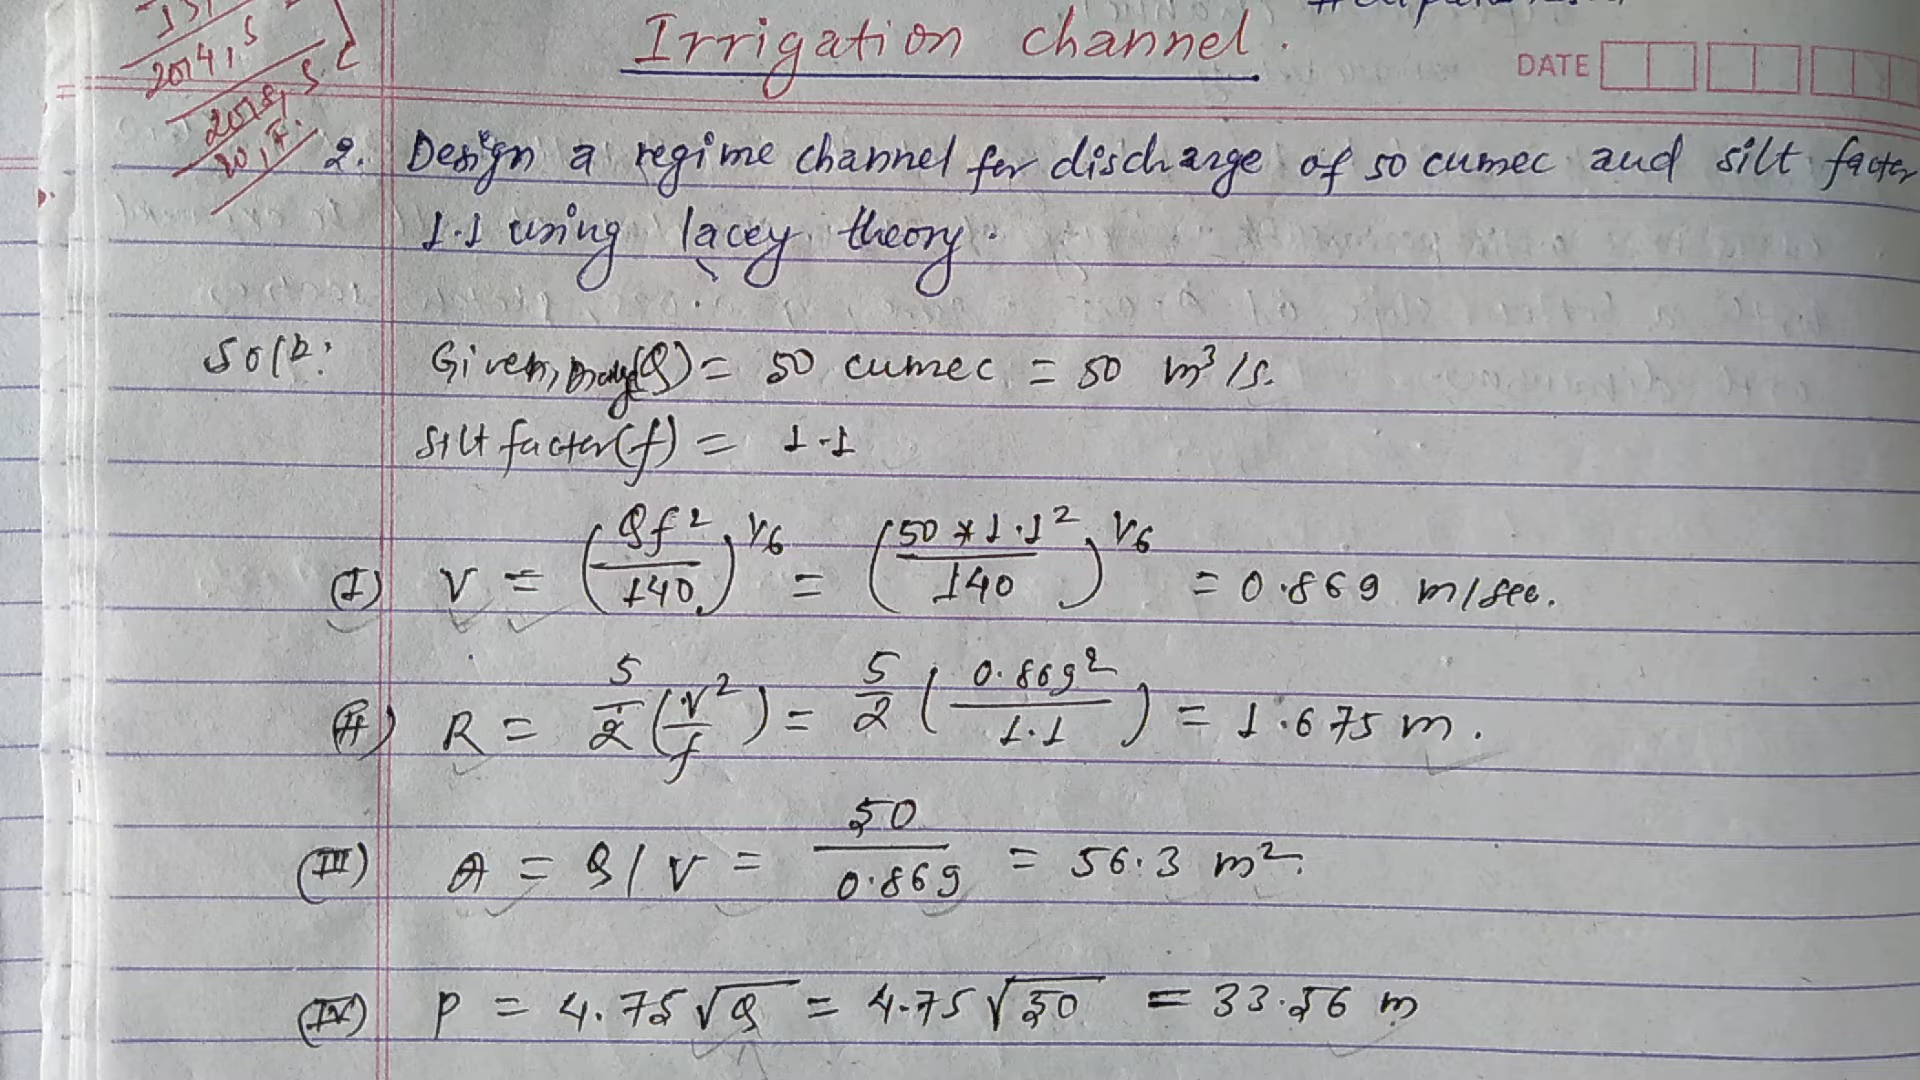 2014, S
2018, S
Irrigation channel.
DATE
2. Design a regime channel for discharge of 50 cumec and silt factor
1.1 using lacey theory.
Solⁿ: Given, (Q) = 50 cumec = 50 m³/s.
Silt factor(f) = 1.1
(I) V = (Qf²/140)^1/6 = (50*1.1²/140)^1/6 = 0.869 m/sec.
(II) R = 5/2 (v²/f) = 5/2 (0.869²/1.1) = 1.675 m.
(III) A = Q/V = 50/0.869 = 56.3 m².
(IV) P = 4.75√Q = 4.75√50 = 33.56 m